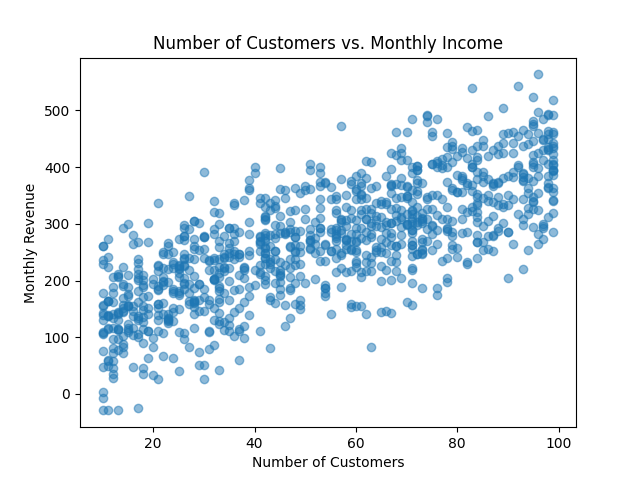 Number of Customers vs. Monthly Income
Monthly Revenue
500
400
300
200
100
0
20 40 60 80 100
Number of Customers